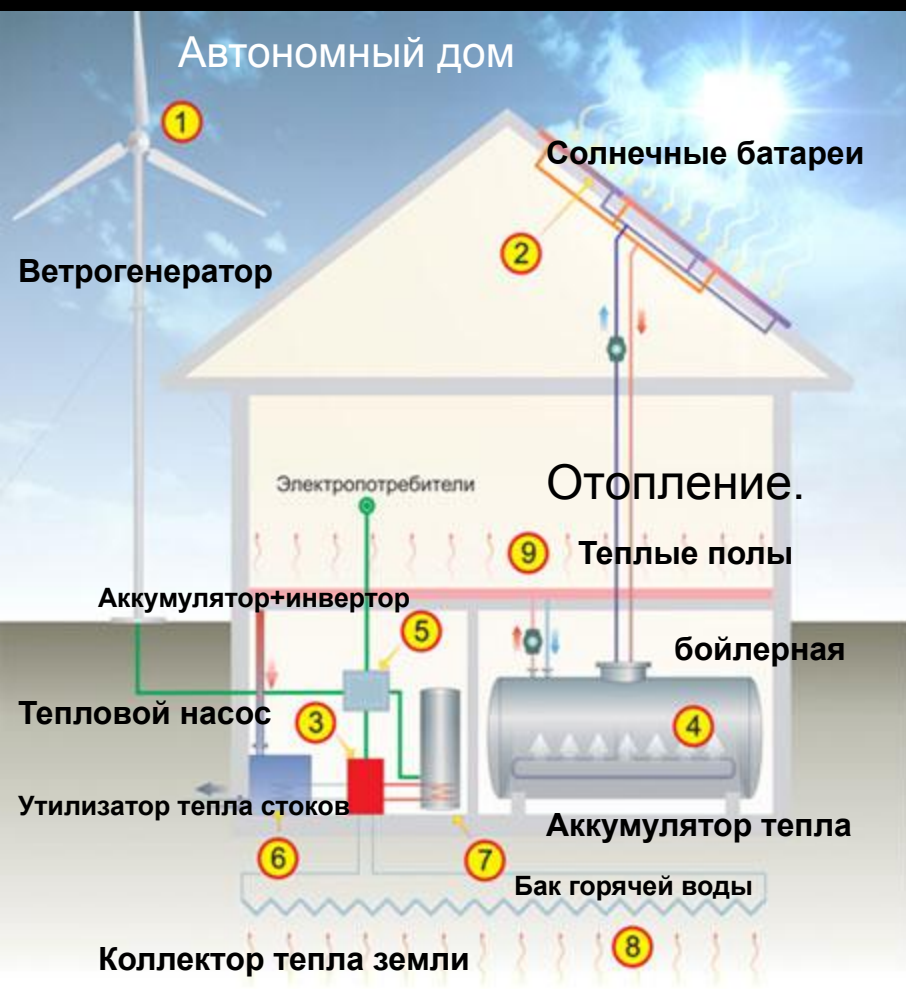 Автономный дом
1
Солнечные батареи
2
Ветрогенератор
Отопление.
Электропотребители
9
Теплые полы
Аккумулятор+инвертор
5
бойлерная
Тепловой насос
3
4
Утилизатор тепла стоков
Аккумулятор тепла
6
7
Бак горячей воды
8
Коллектор тепла земли